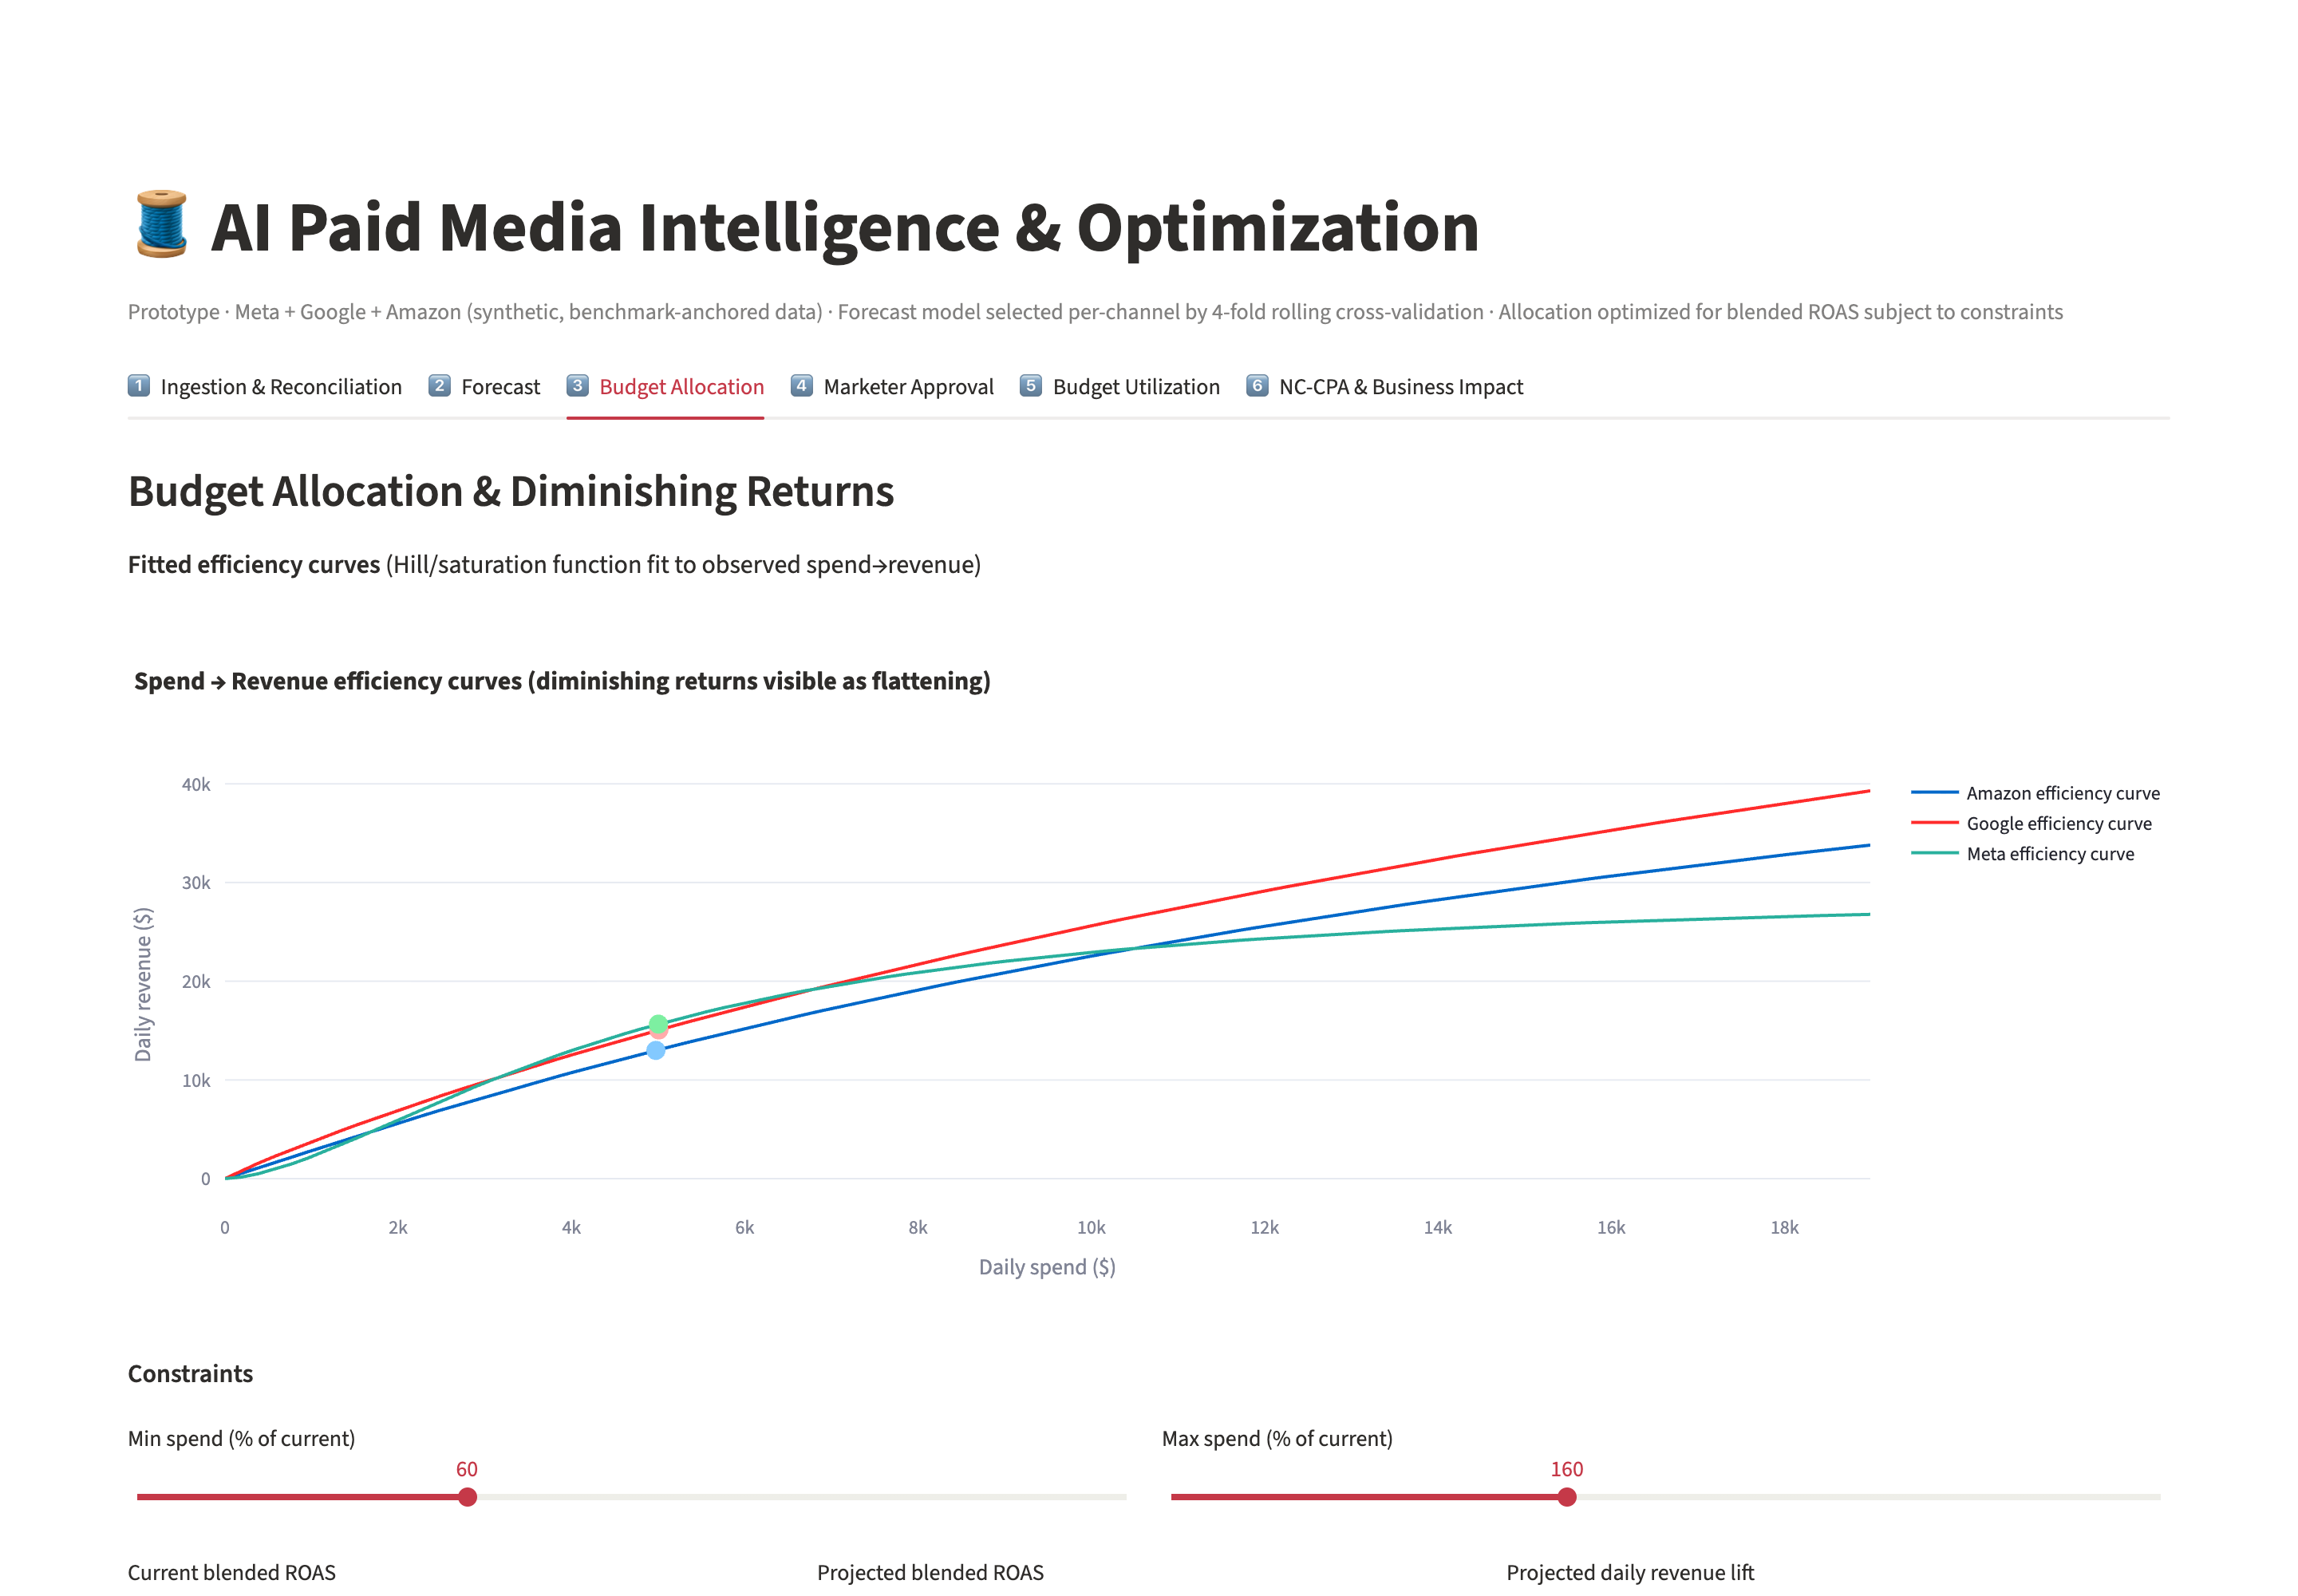 AI Paid Media Intelligence & Optimization
Prototype · Meta + Google + Amazon (synthetic, benchmark-anchored data) · Forecast model selected per-channel by 4-fold rolling cross-validation · Allocation optimized for blended ROAS subject to constraints
1 Ingestion & Reconciliation 2 Forecast 3 Budget Allocation 4 Marketer Approval 5 Budget Utilization 6 NC-CPA & Business Impact
Budget Allocation & Diminishing Returns
Fitted efficiency curves (Hill/saturation function fit to observed spend→revenue)
Spend → Revenue efficiency curves (diminishing returns visible as flattening)
Daily revenue ($)
40k
30k
20k
10k
0
Amazon efficiency curve
Google efficiency curve
Meta efficiency curve
0 2k 4k 6k 8k 10k 12k 14k 16k 18k
Daily spend ($)
Constraints
Min spend (% of current) Max spend (% of current)
60 160
Current blended ROAS Projected blended ROAS Projected daily revenue lift